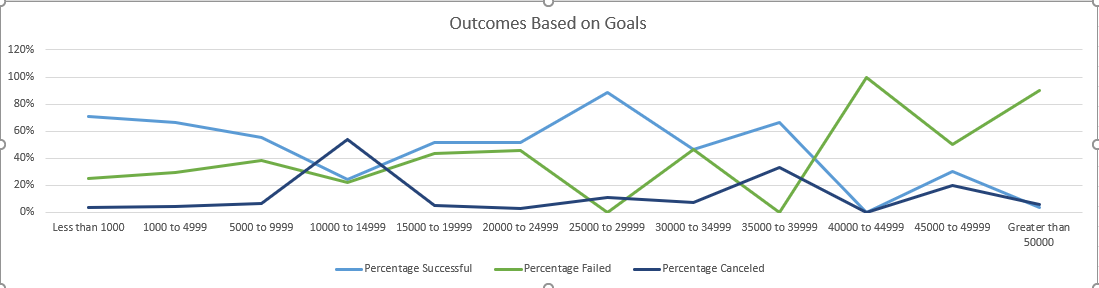 Outcomes Based on Goals
120%
100%
80%
60%
40%
20%
0%
Less than 1000 1000 to 4999 5000 to 9999 10000 to 14999 15000 to 19999 20000 to 24999 25000 to 29999 30000 to 34999 35000 to 39999 40000 to 44999 45000 to 49999 Greater than
50000
Percentage Successful Percentage Failed Percentage Canceled